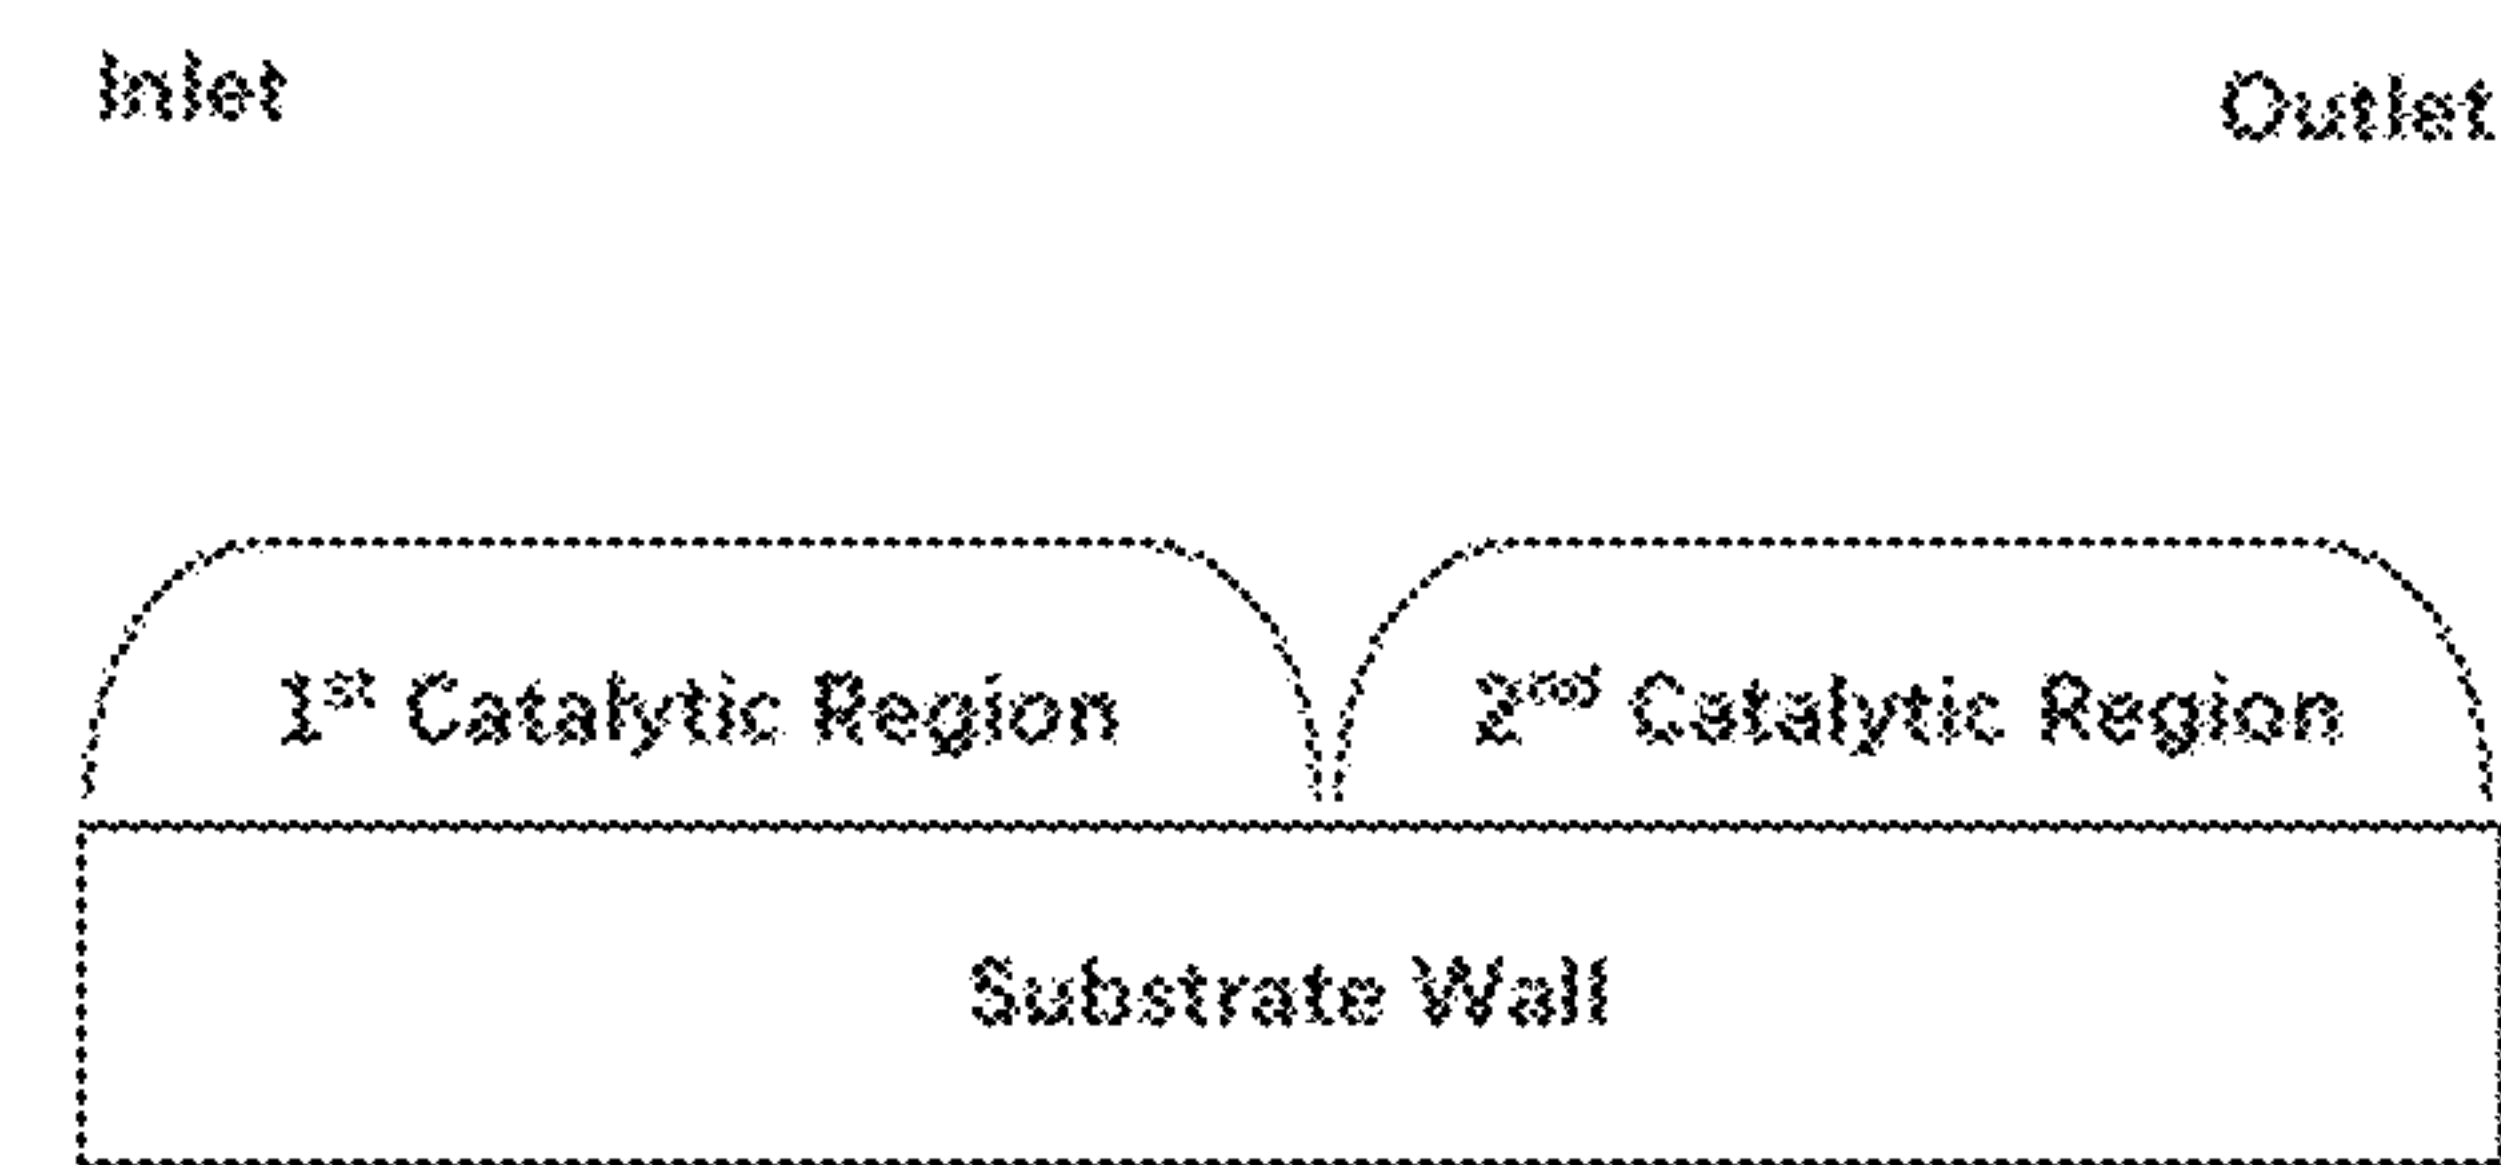 Inlet
Outlet
1st Catalytic Region
2nd Catalytic Region
Substrate Wall